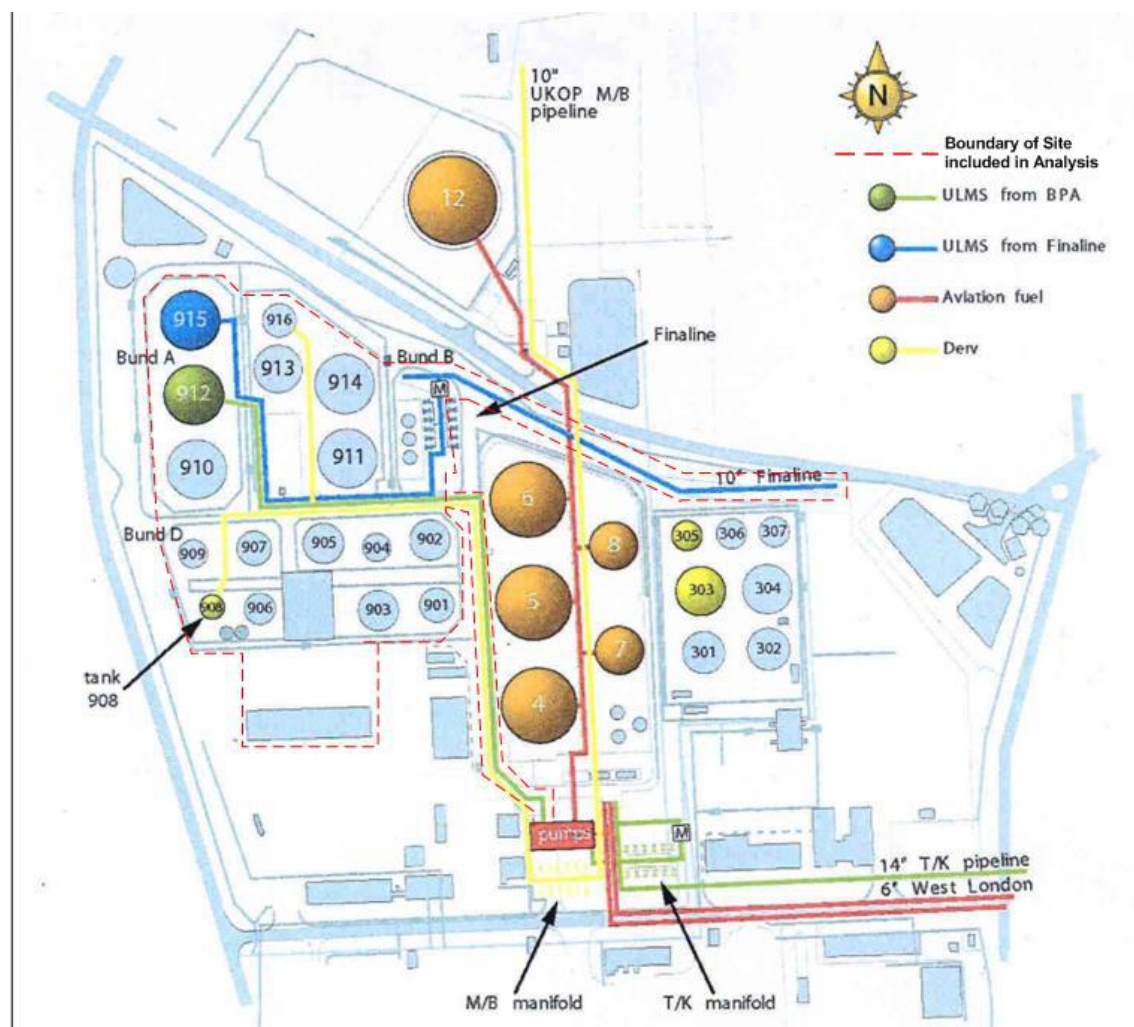 10"
UKOP M/B
pipeline
N
Boundary of Site
included in Analysis
ULMS from BPA
ULMS from Finaline
Aviation fuel
Derv
12
915
916
Finaline
Bund A
Bund B
913
914
M
912
910
911
10" Finaline
6
Bund D
909
907
905
904
902
8
305
306
307
908
906
903
901
5
303
304
7
301
302
tank
908
4
pumps
M
14" T/K pipeline
6" West London
M/B manifold
T/K manifold